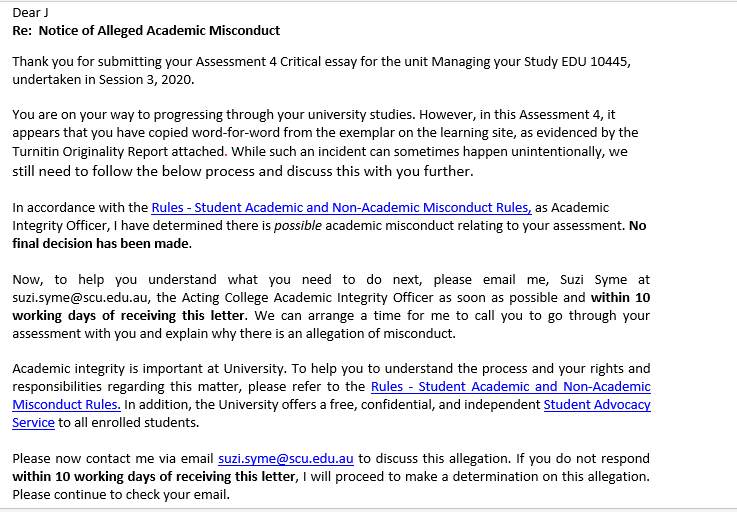 Dear J
Re:  Notice of Alleged Academic Misconduct
Thank you for submitting your Assessment 4 Critical essay for the unit Managing your Study EDU 10445,
undertaken in Session 3, 2020.
You are on your way to progressing through your university studies. However, in this Assessment 4, it
appears that you have copied word-for-word from the exemplar on the learning site, as evidenced by the
Turnitin Originality Report attached. While such an incident can sometimes happen unintentionally, we
still need to follow the below process and discuss this with you further.
In accordance with the Rules - Student Academic and Non-Academic Misconduct Rules, as Academic
Integrity Officer, I have determined there is possible academic misconduct relating to your assessment. No
final decision has been made.
Now, to help you understand what you need to do next, please email me, Suzi Syme at
suzi.syme@scu.edu.au, the Acting College Academic Integrity Officer as soon as possible and within 10
working days of receiving this letter. We can arrange a time for me to call you to go through your
assessment with you and explain why there is an allegation of misconduct.
Academic integrity is important at University. To help you to understand the process and your rights and
responsibilities regarding this matter, please refer to the Rules - Student Academic and Non-Academic
Misconduct Rules. In addition, the University offers a free, confidential, and independent Student Advocacy
Service to all enrolled students.
Please now contact me via email suzi.syme@scu.edu.au to discuss this allegation. If you do not respond
within 10 working days of receiving this letter, I will proceed to make a determination on this allegation.
Please continue to check your email.